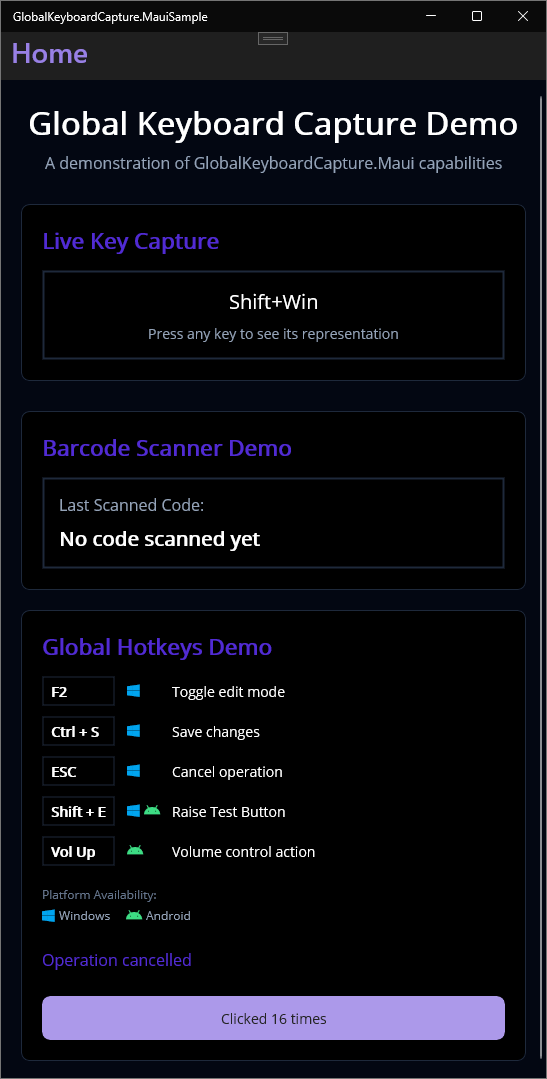 GlobalKeyboardCapture.MauiSample
Home
Global Keyboard Capture Demo
A demonstration of GlobalKeyboardCapture.Maui capabilities
Live Key Capture
Shift+Win
Press any key to see its representation
Barcode Scanner Demo
Last Scanned Code:
No code scanned yet
Global Hotkeys Demo
F2 Toggle edit mode
Ctrl + S Save changes
ESC Cancel operation
Shift + E Raise Test Button
Vol Up Volume control action
Platform Availability:
Windows Android
Operation cancelled
Clicked 16 times